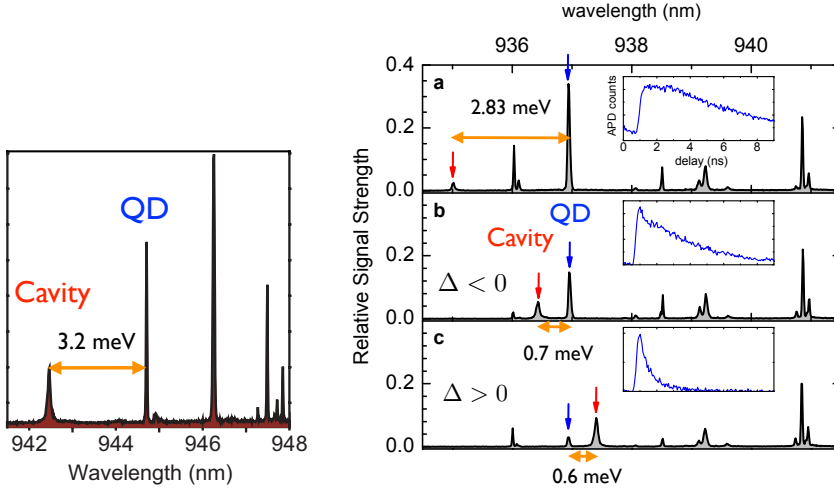 Cavity
QD
3.2 meV
942
944
946
948
Wavelength (nm)
wavelength (nm)
936
938
940
Relative Signal Strength
0.4
0.2
0.0
a
2.83 meV
APD counts
0
2
4
6
8
delay (ns)
0.2
0.0
b
QD
Cavity
Δ < 0
0.7 meV
0.2
0.0
c
Δ > 0
0.6 meV